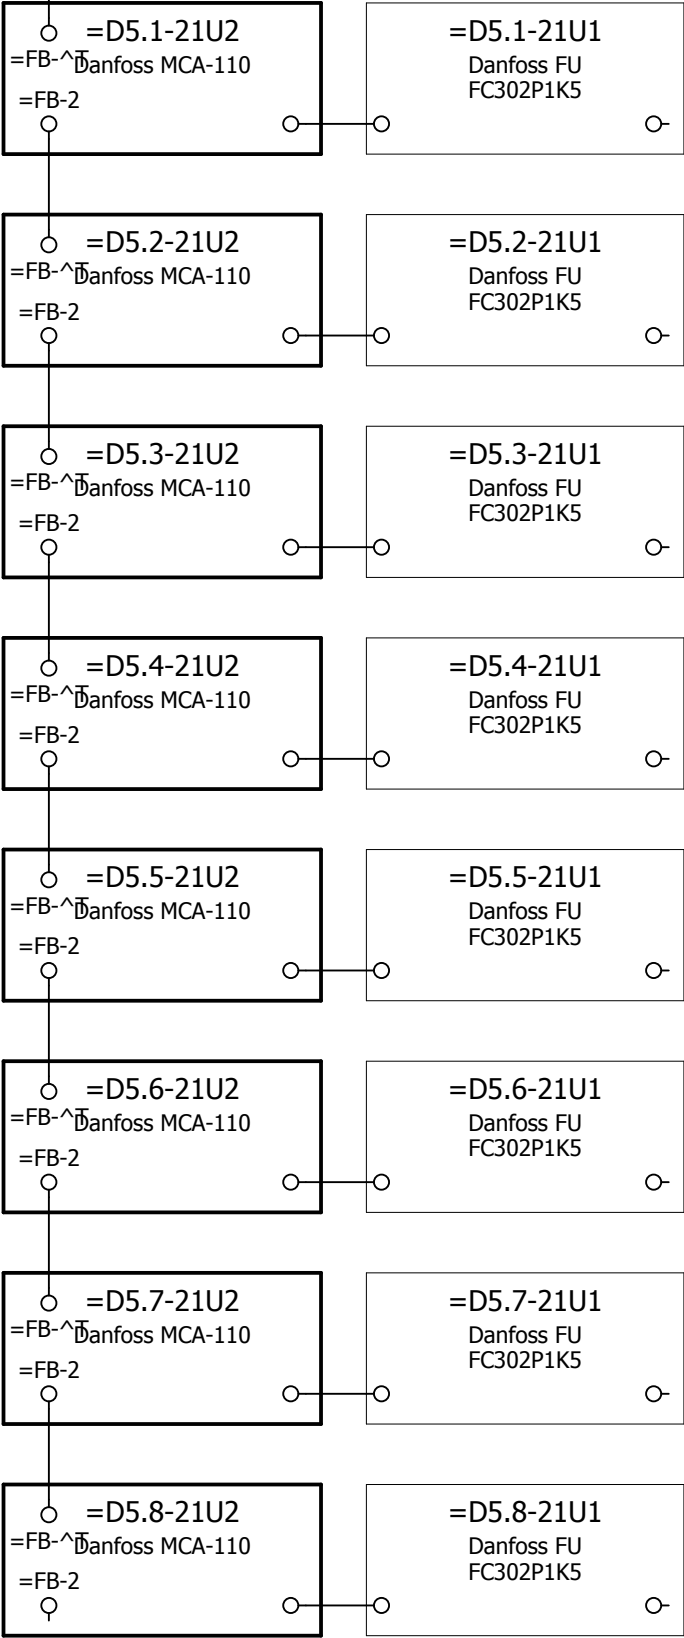 =D5.1-21U2
=FB-^T
Danfoss MCA-110
=FB-2
=D5.1-21U1
Danfoss FU
FC302P1K5
=D5.2-21U2
=FB-^T
Danfoss MCA-110
=FB-2
=D5.2-21U1
Danfoss FU
FC302P1K5
=D5.3-21U2
=FB-^T
Danfoss MCA-110
=FB-2
=D5.3-21U1
Danfoss FU
FC302P1K5
=D5.4-21U2
=FB-^T
Danfoss MCA-110
=FB-2
=D5.4-21U1
Danfoss FU
FC302P1K5
=D5.5-21U2
=FB-^T
Danfoss MCA-110
=FB-2
=D5.5-21U1
Danfoss FU
FC302P1K5
=D5.6-21U2
=FB-^T
Danfoss MCA-110
=FB-2
=D5.6-21U1
Danfoss FU
FC302P1K5
=D5.7-21U2
=FB-^T
Danfoss MCA-110
=FB-2
=D5.7-21U1
Danfoss FU
FC302P1K5
=D5.8-21U2
=FB-^T
Danfoss MCA-110
=FB-2
=D5.8-21U1
Danfoss FU
FC302P1K5